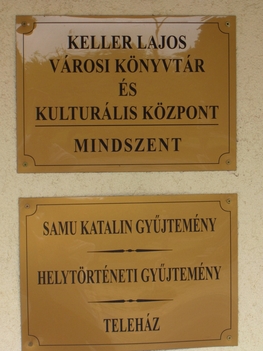 KELLER LAJOS
VÁROSI KÖNYVTÁR
ÉS
KULTURÁLIS KÖZPONT
MINDSZENT
SAMU KATALIN GYŰJTEMÉNY
HELYTÖRTÉNETI GYŰJTEMÉNY
TELEHÁZ